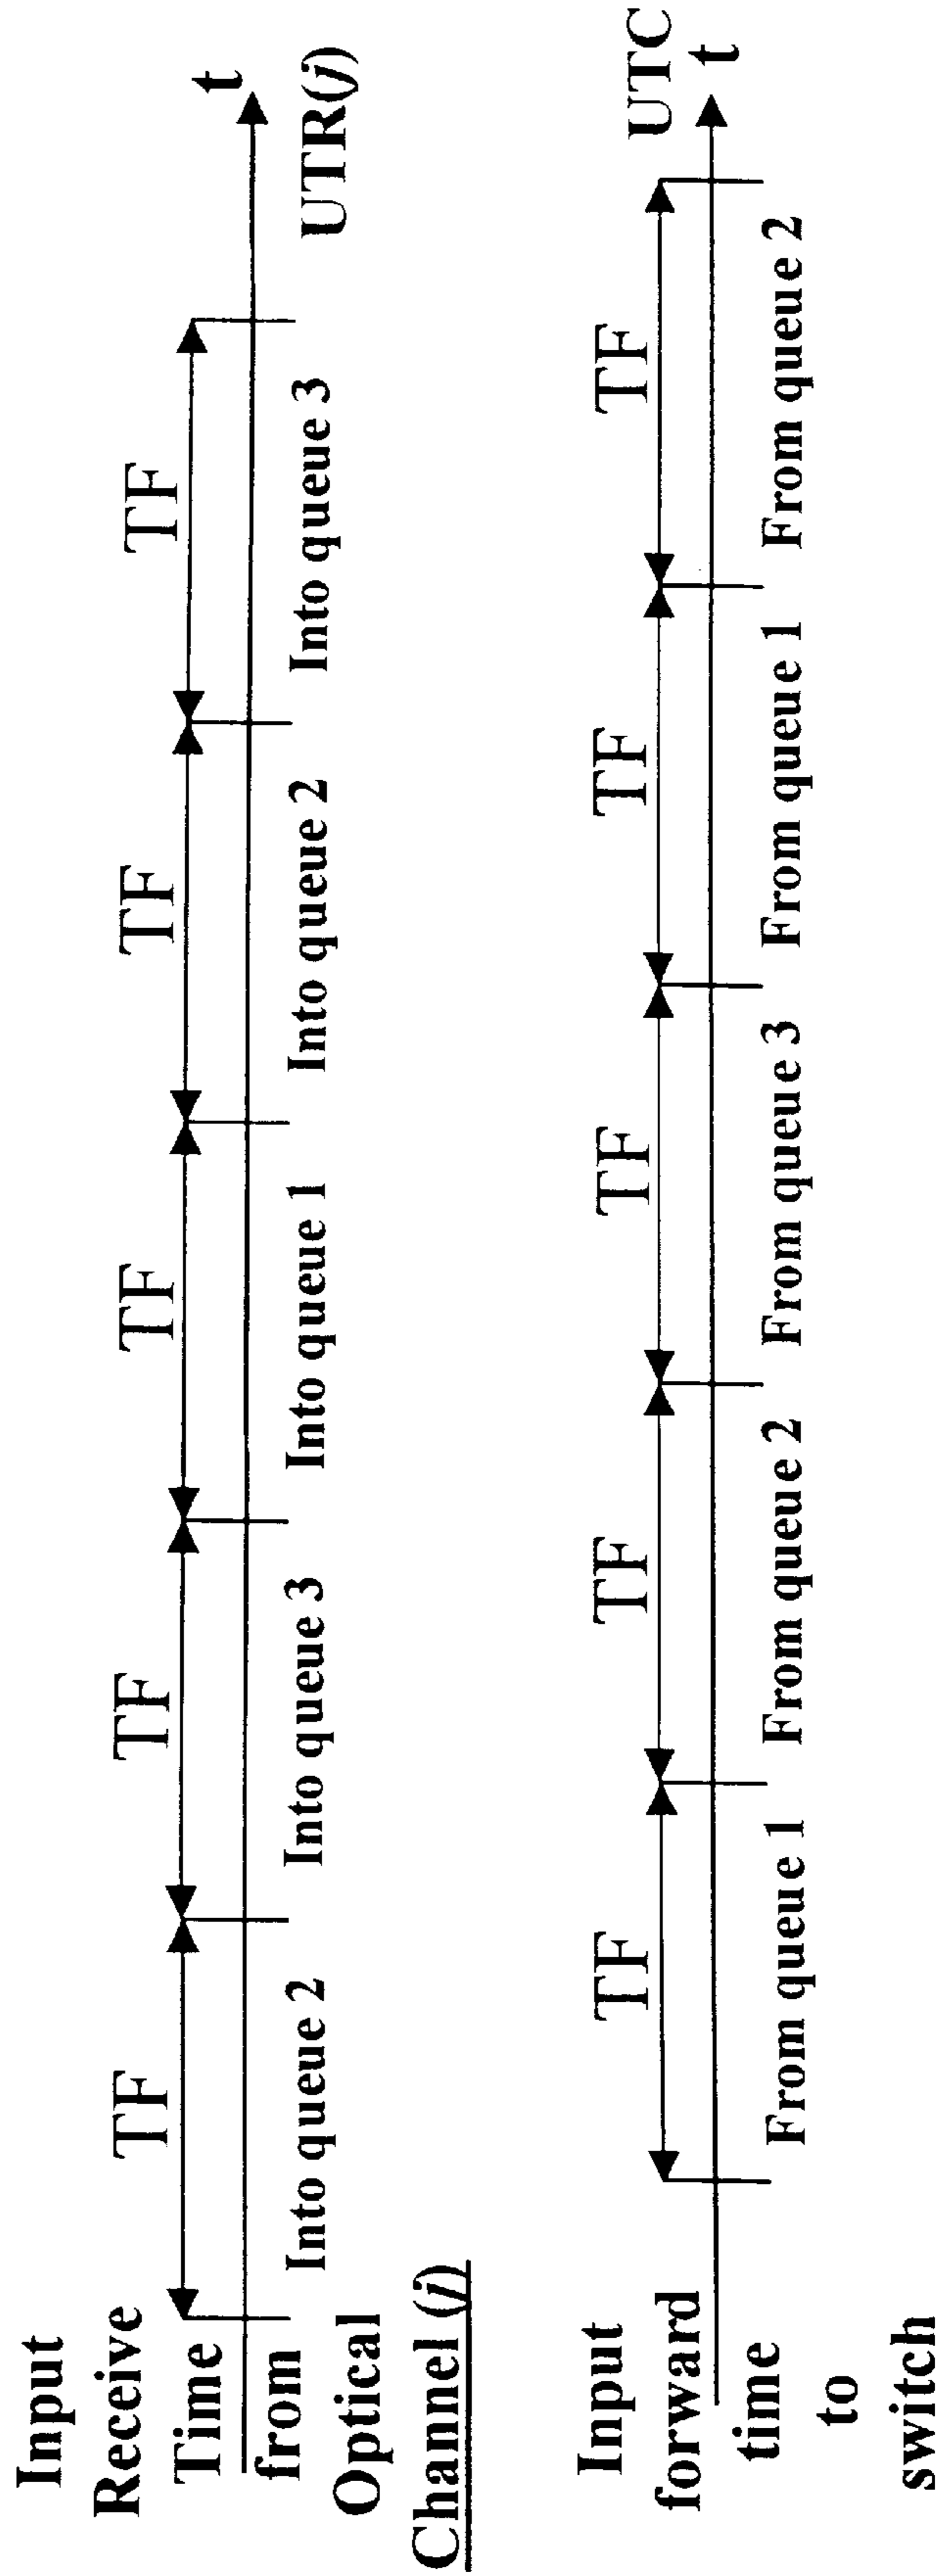 Input
Receive
Time
from
Optical
Channel (j)
TF TF TF TF TF
t
Into queue 2 Into queue 3 Into queue 1 Into queue 2 Into queue 3
UTR(j)
Input
forward
time
to
switch
TF TF TF TF TF
UTC
t
From queue 1 From queue 2 From queue 3 From queue 1 From queue 2